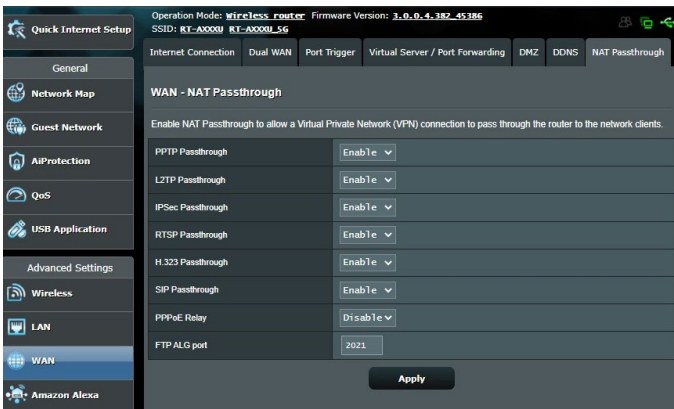 Quick Internet Setup
General
Network Map
Guest Network
AiProtection
QoS
USB Application
Advanced Settings
Wireless
LAN
WAN
Amazon Alexa
Operation Mode: Wireless router Firmware Version: 3.0.0.4.382_45386
SSID: RT-AXXXU RT-AXXXU_5G
Internet Connection Dual WAN Port Trigger Virtual Server / Port Forwarding DMZ DDNS NAT Passthrough
WAN - NAT Passthrough
Enable NAT Passthrough to allow a Virtual Private Network (VPN) connection to pass through the router to the network clients.
PPTP Passthrough Enable
L2TP Passthrough Enable
IPSec Passthrough Enable
RTSP Passthrough Enable
H.323 Passthrough Enable
SIP Passthrough Enable
PPPoE Relay Disable
FTP ALG port 2021
Apply